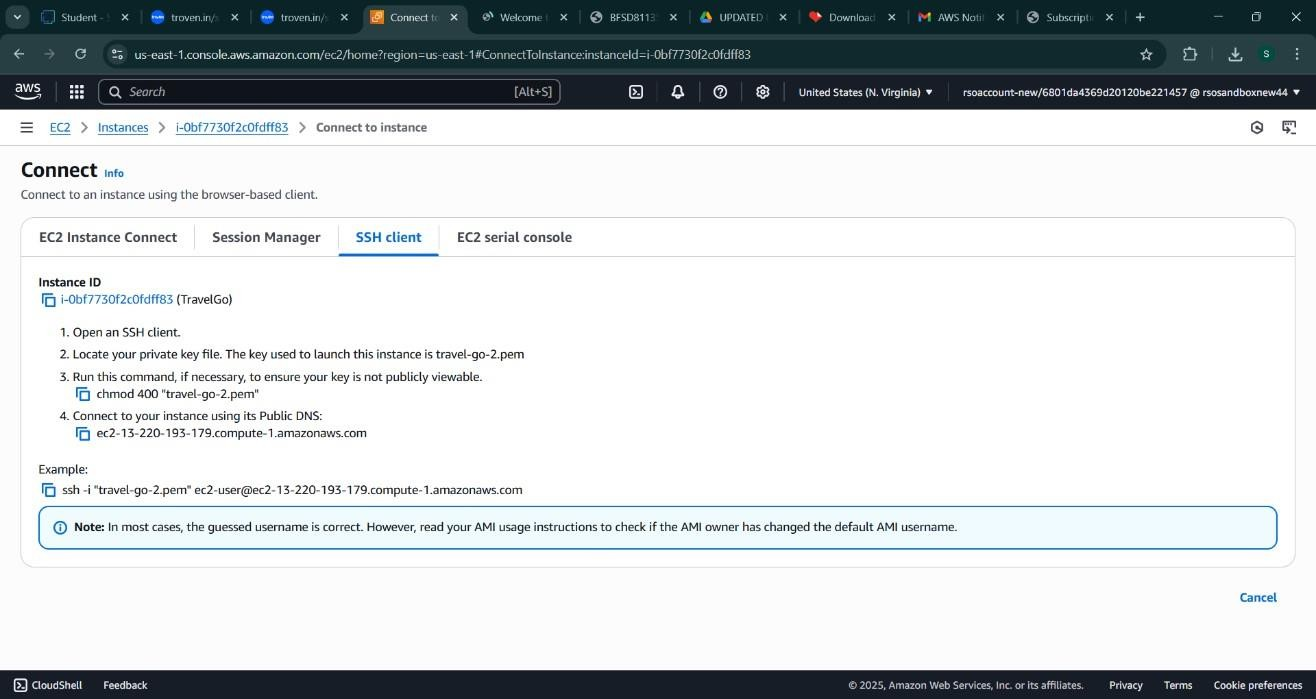 Student -
troven.in/s
troven.in/s
Connect to
Welcome
BFSD8113
UPDATED
Download
AWS Notif
Subscripti
us-east-1.console.aws.amazon.com/ec2/home?region=us-east-1#ConnectToInstance:instanceId=i-0bf7730f2c0fdff83
S
aws
Search
[Alt+S]
United States (N. Virginia)
rsoaccount-new/6801da4369d20120be221457 @ rsosandboxnew44
EC2 > Instances > i-0bf7730f2c0fdff83 > Connect to instance
Connect Info
Connect to an instance using the browser-based client.
EC2 Instance Connect
Session Manager
SSH client
EC2 serial console
Instance ID
i-0bf7730f2c0fdff83 (TravelGo)
1. Open an SSH client.
2. Locate your private key file. The key used to launch this instance is travel-go-2.pem
3. Run this command, if necessary, to ensure your key is not publicly viewable.
chmod 400 "travel-go-2.pem"
4. Connect to your instance using its Public DNS:
ec2-13-220-193-179.compute-1.amazonaws.com
Example:
ssh -i "travel-go-2.pem" ec2-user@ec2-13-220-193-179.compute-1.amazonaws.com
Note: In most cases, the guessed username is correct. However, read your AMI usage instructions to check if the AMI owner has changed the default AMI username.
Cancel
CloudShell
Feedback
© 2025, Amazon Web Services, Inc. or its affiliates.
Privacy
Terms
Cookie preferences